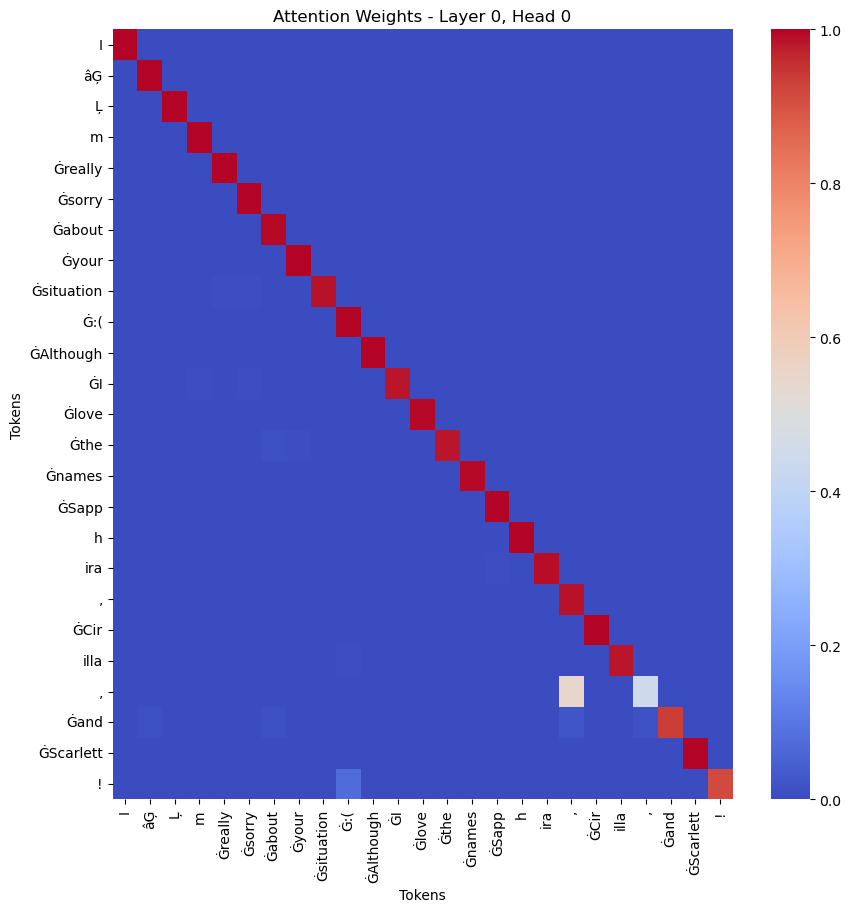 Attention Weights - Layer 0, Head 0
I
âĢ
Ļ
m
Ġreally
Ġsorry
Ġabout
Ġyour
Ġsituation
Ġ:(
ĠAlthough
ĠI
Ġlove
Ġthe
Ġnames
ĠSapp
h
ira
,
ĠCir
illa
,
Ġand
ĠScarlett
!
Tokens
I
âĢ
Ļ
m
Ġreally
Ġsorry
Ġabout
Ġyour
Ġsituation
Ġ:(
ĠAlthough
ĠI
Ġlove
Ġthe
Ġnames
ĠSapp
h
ira
,
ĠCir
illa
,
Ġand
ĠScarlett
!
Tokens
1.0
0.8
0.6
0.4
0.2
0.0